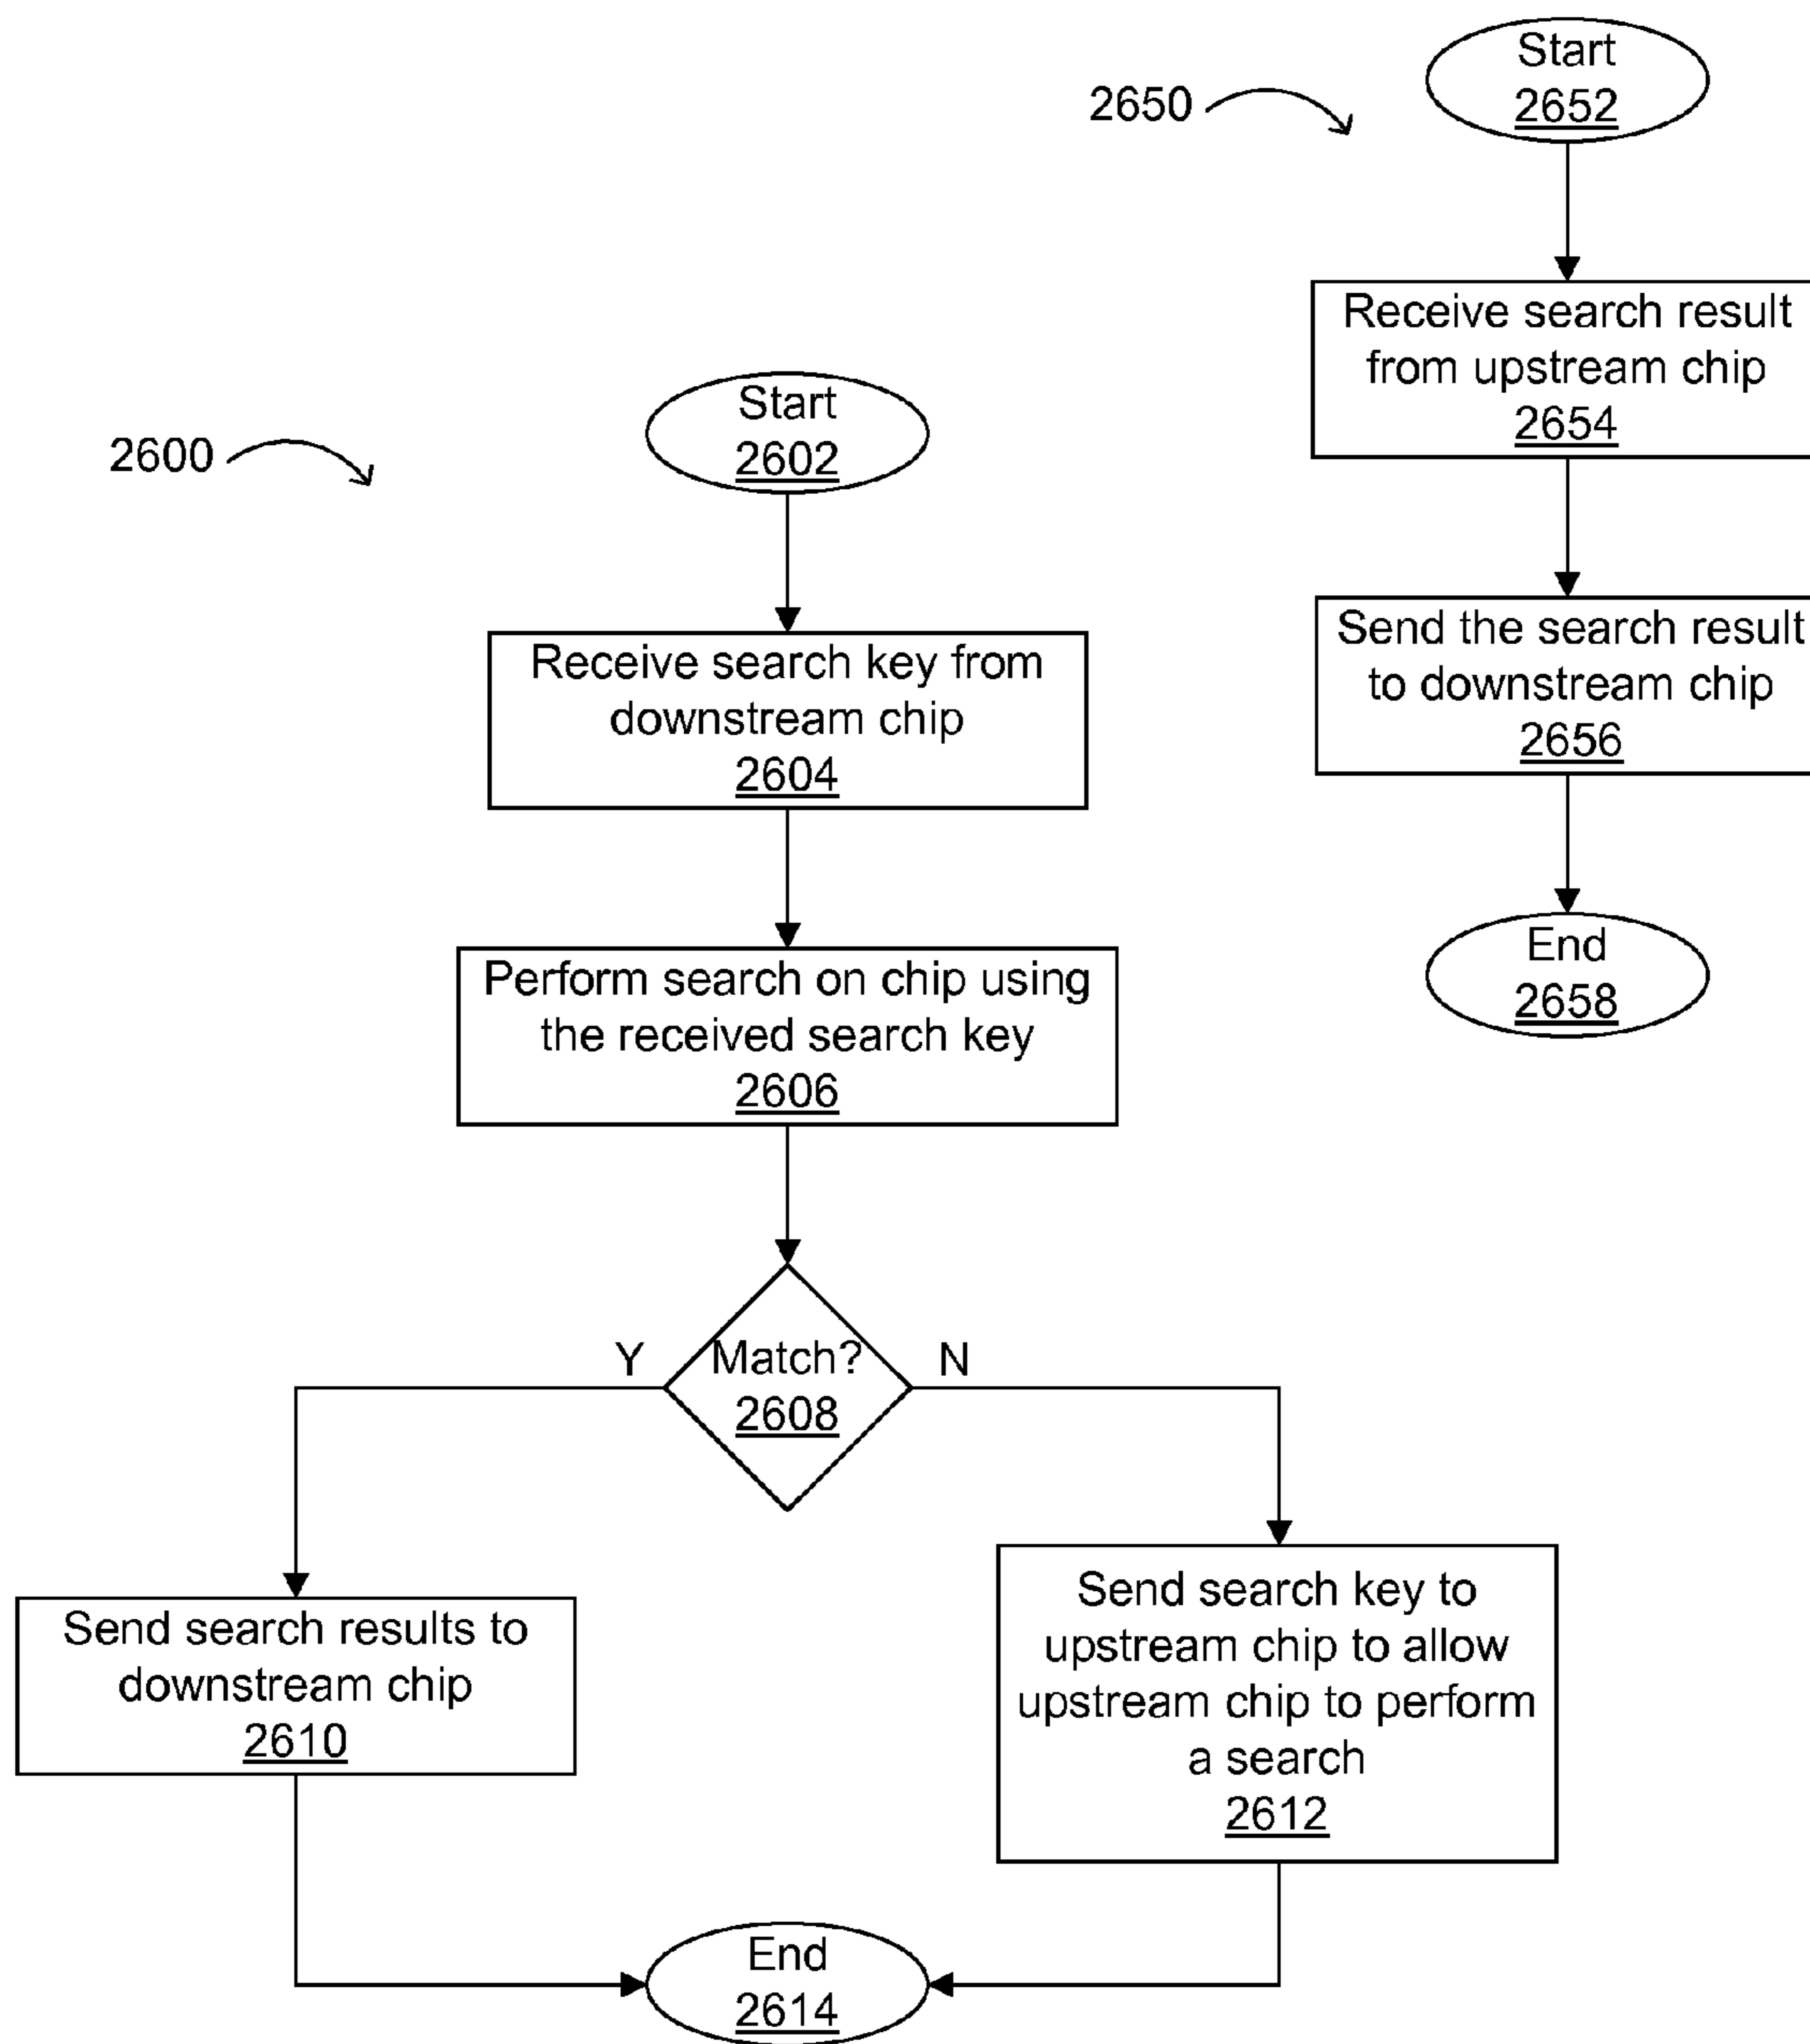 2600
Start
2602
Receive search key from
downstream chip
2604
Perform search on chip using
the received search key
2606
Match?
2608
Y
N
Send search results to
downstream chip
2610
Send search key to
upstream chip to allow
upstream chip to perform
a search
2612
End
2614
2650
Start
2652
Receive search result
from upstream chip
2654
Send the search result
to downstream chip
2656
End
2658